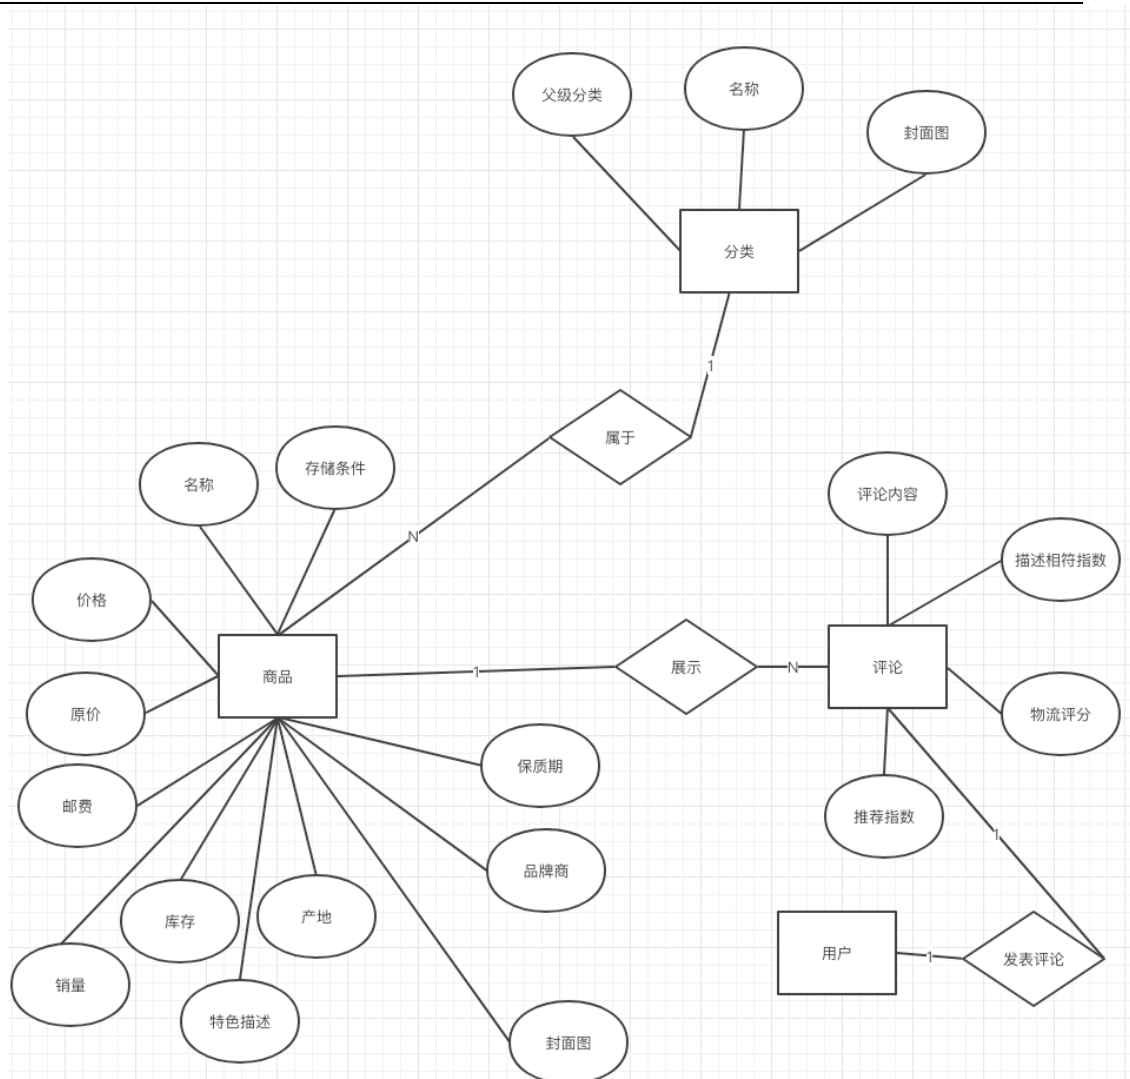 父级分类
名称
封面图
分类
1
属于
N
名称
存储条件
评论内容
描述相符指数
价格
商品
1
展示
N
评论
原价
物流评分
保质期
邮费
推荐指数
1
品牌商
库存
产地
用户
1
发表评论
销量
特色描述
封面图